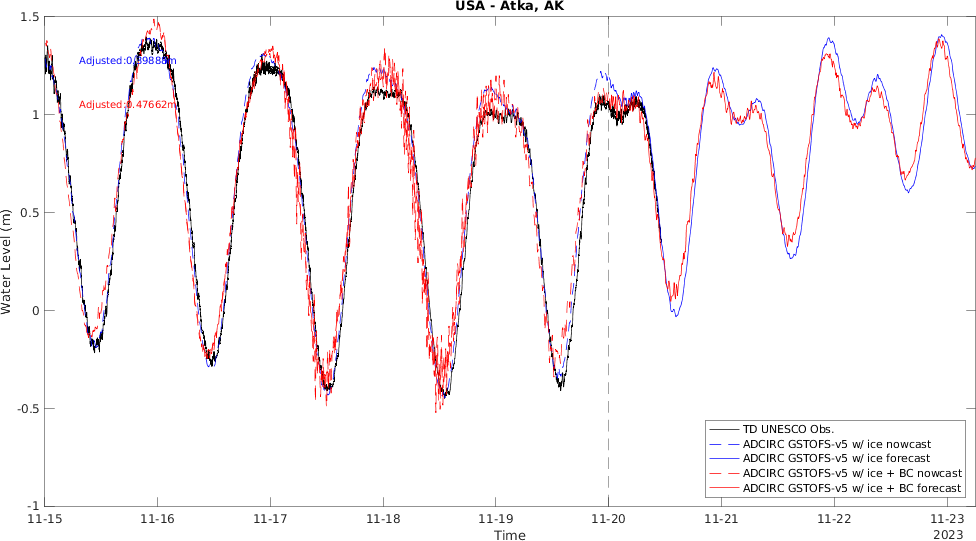 USA - Atka, AK
1.5
1
0.5
0
-0.5
-1
Water Level (m)
Adjusted:0.39888m
Adjusted:0.47662m
TD UNESCO Obs.
ADCIRC GSTOFS-v5 w/ ice nowcast
ADCIRC GSTOFS-v5 w/ ice forecast
ADCIRC GSTOFS-v5 w/ ice + BC nowcast
ADCIRC GSTOFS-v5 w/ ice + BC forecast
11-15 11-16 11-17 11-18 11-19 11-20 11-21 11-22 11-23
Time
2023